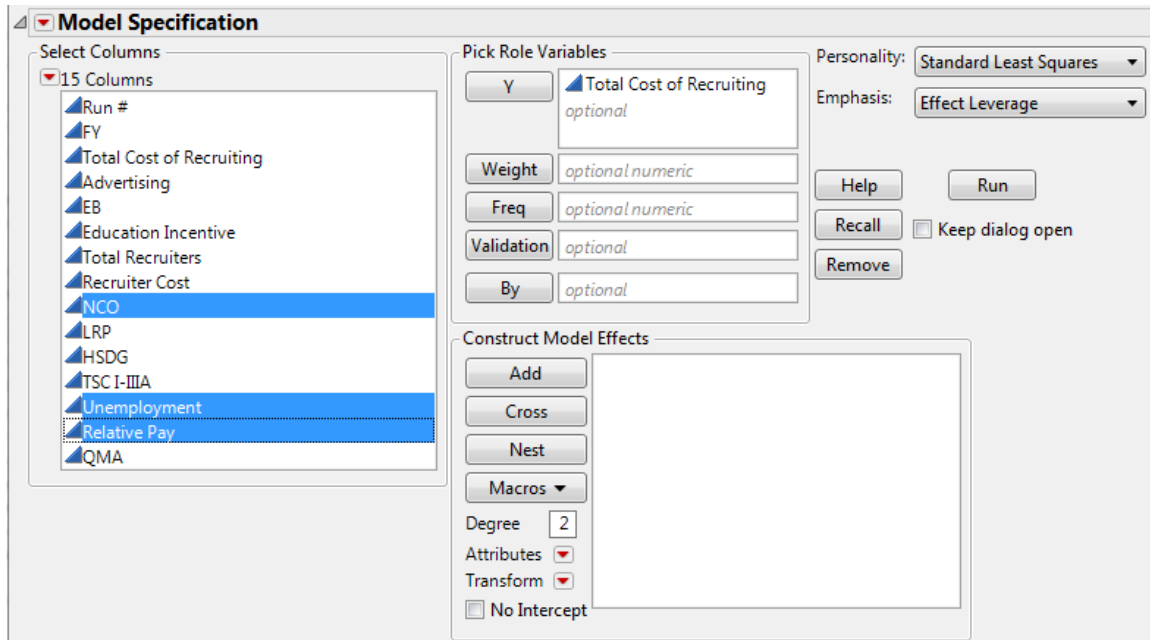 Model Specification
Select Columns
15 Columns
Run #
FY
Total Cost of Recruiting
Advertising
EB
Education Incentive
Total Recruiters
Recruiter Cost
NCO
LRP
HSDG
TSC I-IIIA
Unemployment
Relative Pay
QMA
Pick Role Variables
Y
Total Cost of Recruiting
optional
Weight
optional numeric
Freq
optional numeric
Validation
optional
By
optional
Personality:
Standard Least Squares
Emphasis:
Effect Leverage
Help
Run
Recall
Keep dialog open
Remove
Construct Model Effects
Add
Cross
Nest
Macros
Degree
2
Attributes
Transform
No Intercept